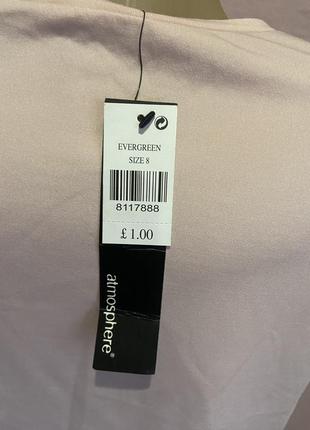 EVERGREEN
SIZE 8
8117888
£ 1.00
atmosphere®